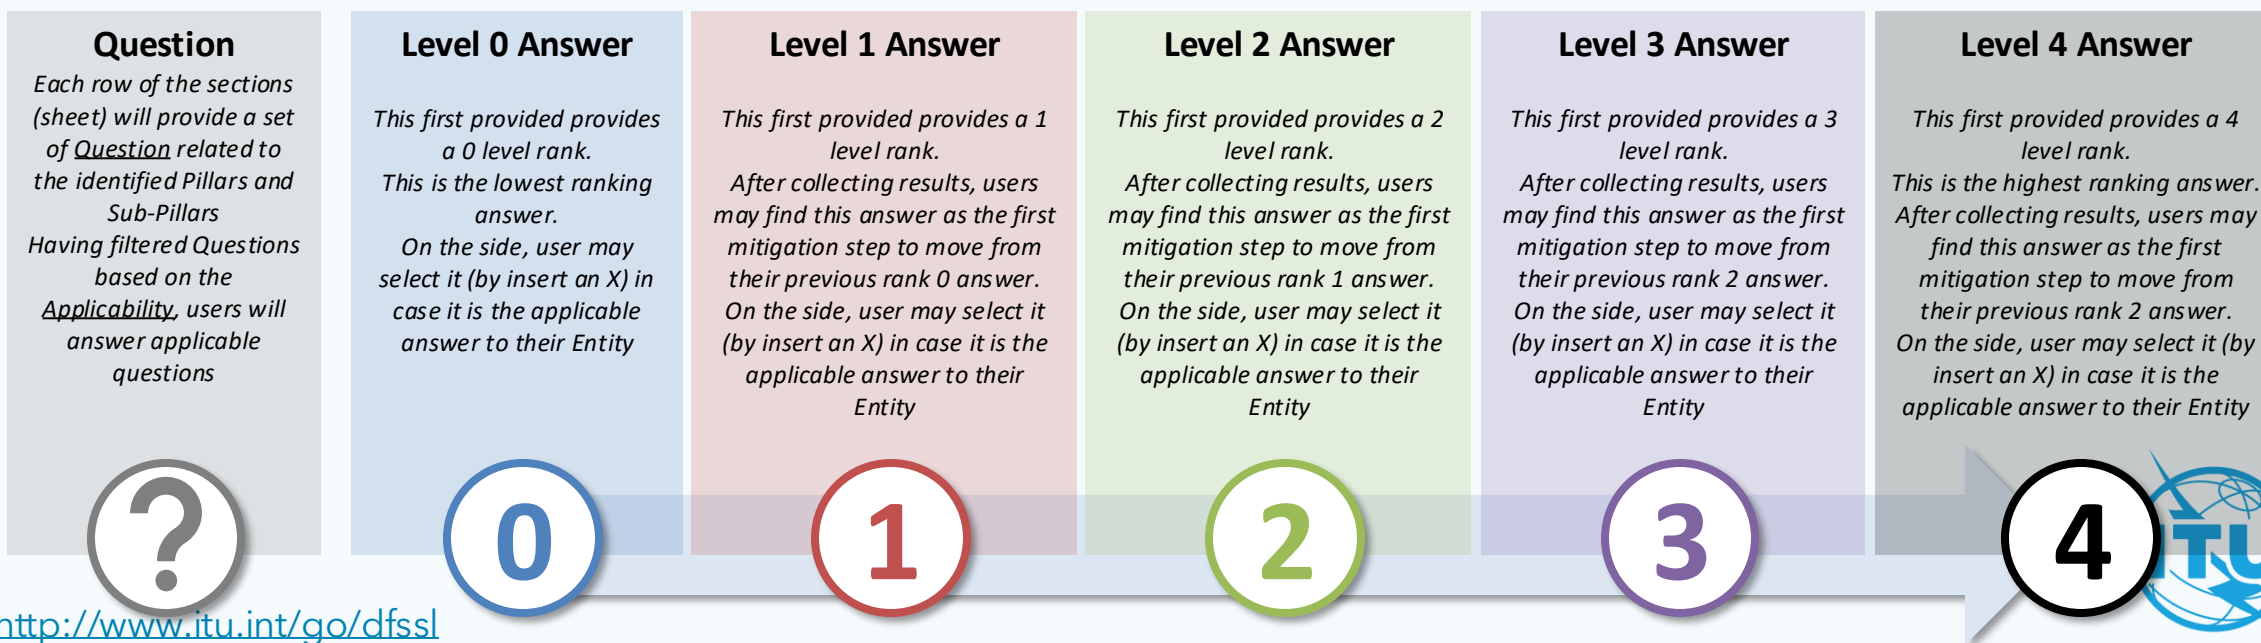 Question
Each row of the sections
(sheet) will provide a set
of Question related to
the identified Pillars and
Sub-Pillars
Having filtered Questions
based on the
Applicability, users will
answer applicable
questions
?
Level 0 Answer
This first provided provides
a 0 level rank.
This is the lowest ranking
answer.
On the side, user may
select it (by insert an X) in
case it is the applicable
answer to their Entity
0
Level 1 Answer
This first provided provides a 1
level rank.
After collecting results, users
may find this answer as the first
mitigation step to move from
their previous rank 0 answer.
On the side, user may select it
(by insert an X) in case it is the
applicable answer to their
Entity
1
Level 2 Answer
This first provided provides a 2
level rank.
After collecting results, users
may find this answer as the first
mitigation step to move from
their previous rank 1 answer.
On the side, user may select it
(by insert an X) in case it is the
applicable answer to their
Entity
2
Level 3 Answer
This first provided provides a 3
level rank.
After collecting results, users
may find this answer as the first
mitigation step to move from
their previous rank 2 answer.
On the side, user may select it
(by insert an X) in case it is the
applicable answer to their
Entity
3
Level 4 Answer
This first provided provides a 4
level rank.
This is the highest ranking answer.
After collecting results, users may
find this answer as the first
mitigation step to move from
their previous rank 2 answer.
On the side, user may select it (by
insert an X) in case it is the
applicable answer to their Entity
4
ITU
http://www.itu.int/go/dfssl